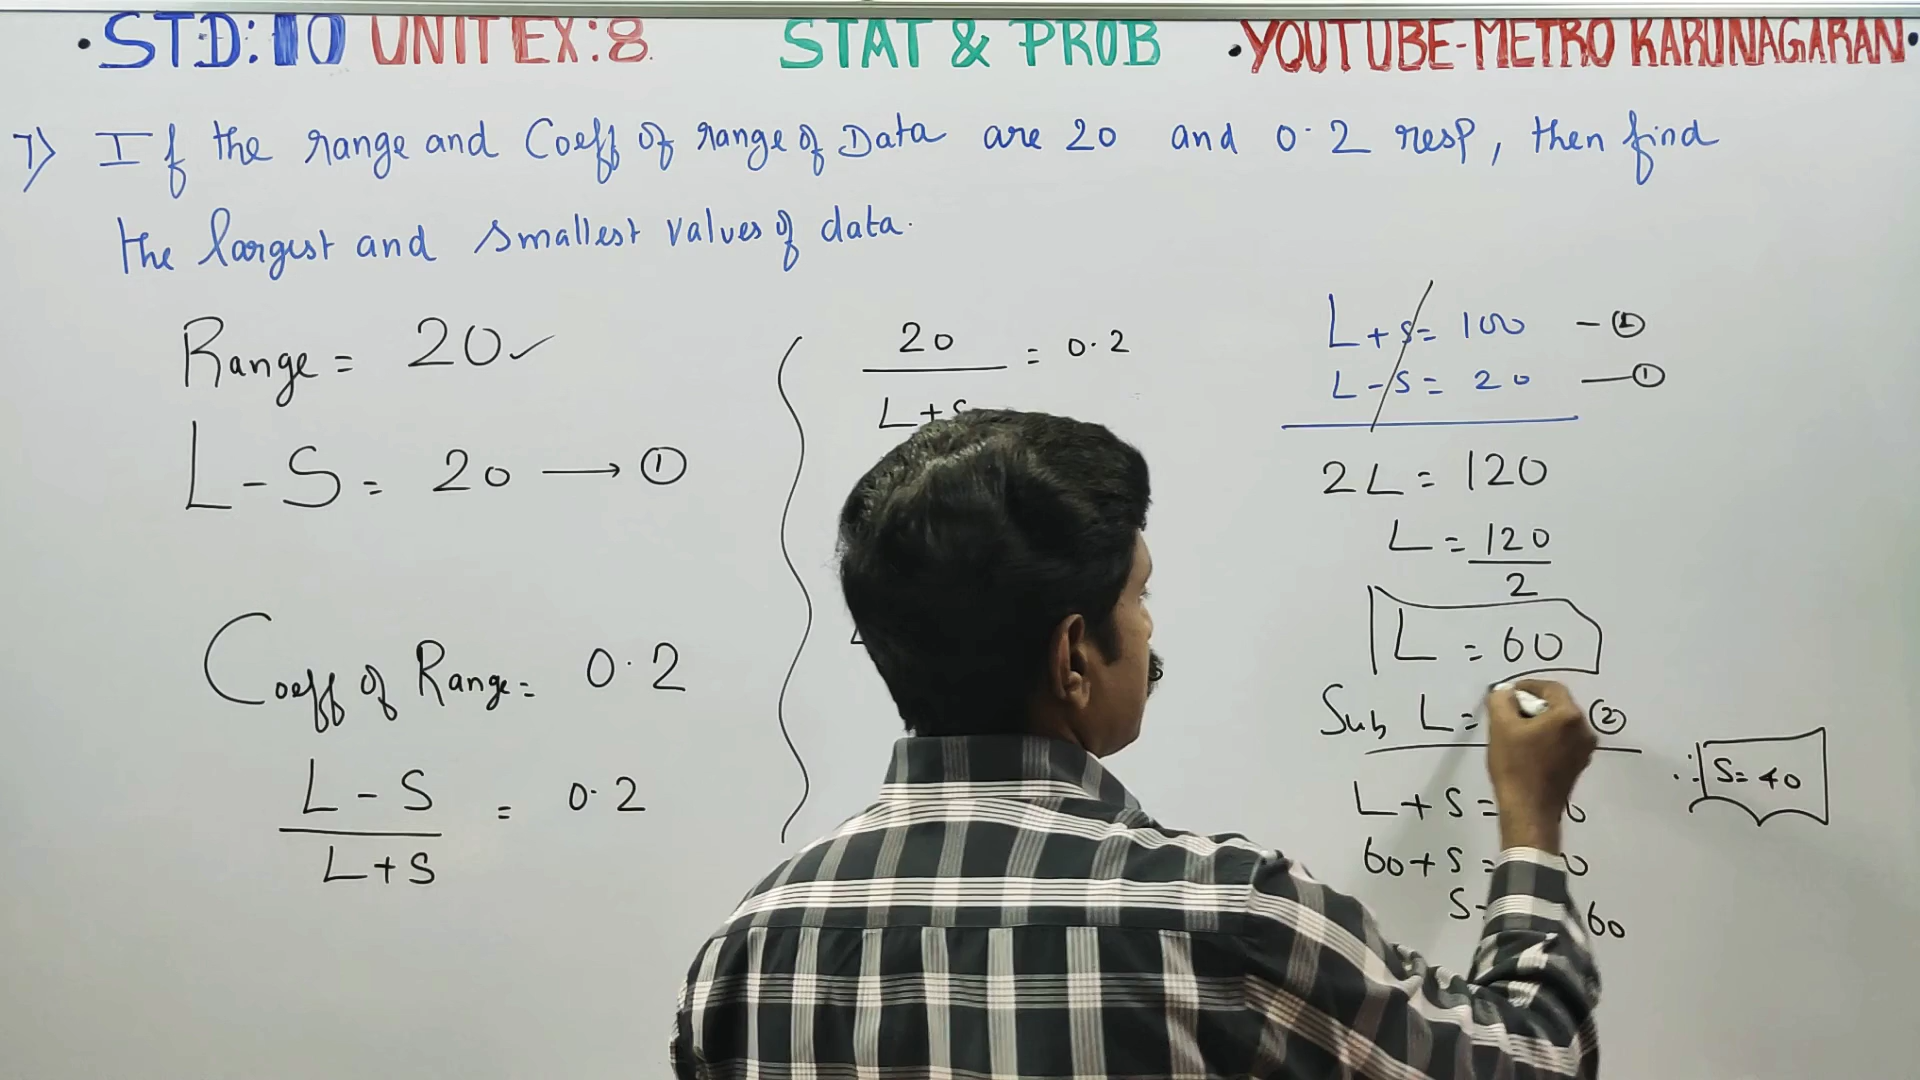 • STD: 10 UNIT EX: 8. STAT & PROB • YOUTUBE-METRO KARUNAGARAN •
7) If the range and Coeff of range of Data are 20 and 0.2 resp, then find
the largest and smallest values of data.
Range = 20 ✓
L - S = 20 → ①
Coeff of Range = 0.2
L - S
= 0.2
L + S
20
= 0.2
L + S
L + S = 100 - ②
L - S = 20 — ①
2L = 120
L = 120
2
L = 60
Sub L = ②
L + S =
60 + S =
S = 60
∴ S = 40